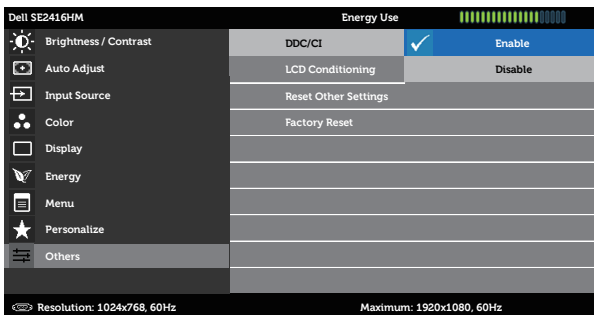 Dell SE2416HM Energy Use
Brightness / Contrast DDC/CI Enable
Auto Adjust LCD Conditioning Disable
Input Source Reset Other Settings
Color Factory Reset
Display
Energy
Menu
Personalize
Others
Resolution: 1024x768, 60Hz Maximum: 1920x1080, 60Hz